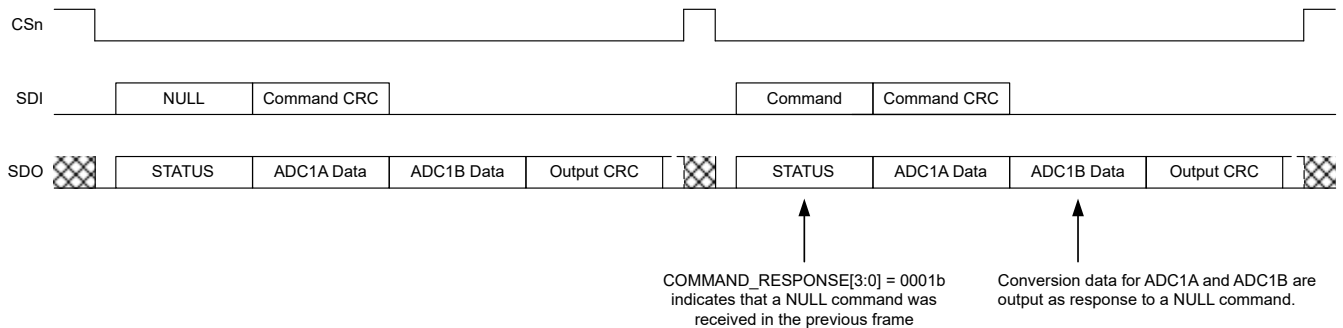 CSn
SDI NULL Command CRC Command Command CRC
SDO STATUS ADC1A Data ADC1B Data Output CRC STATUS ADC1A Data ADC1B Data Output CRC
COMMAND_RESPONSE[3:0] = 0001b
indicates that a NULL command was
received in the previous frame
Conversion data for ADC1A and ADC1B are
output as response to a NULL command.